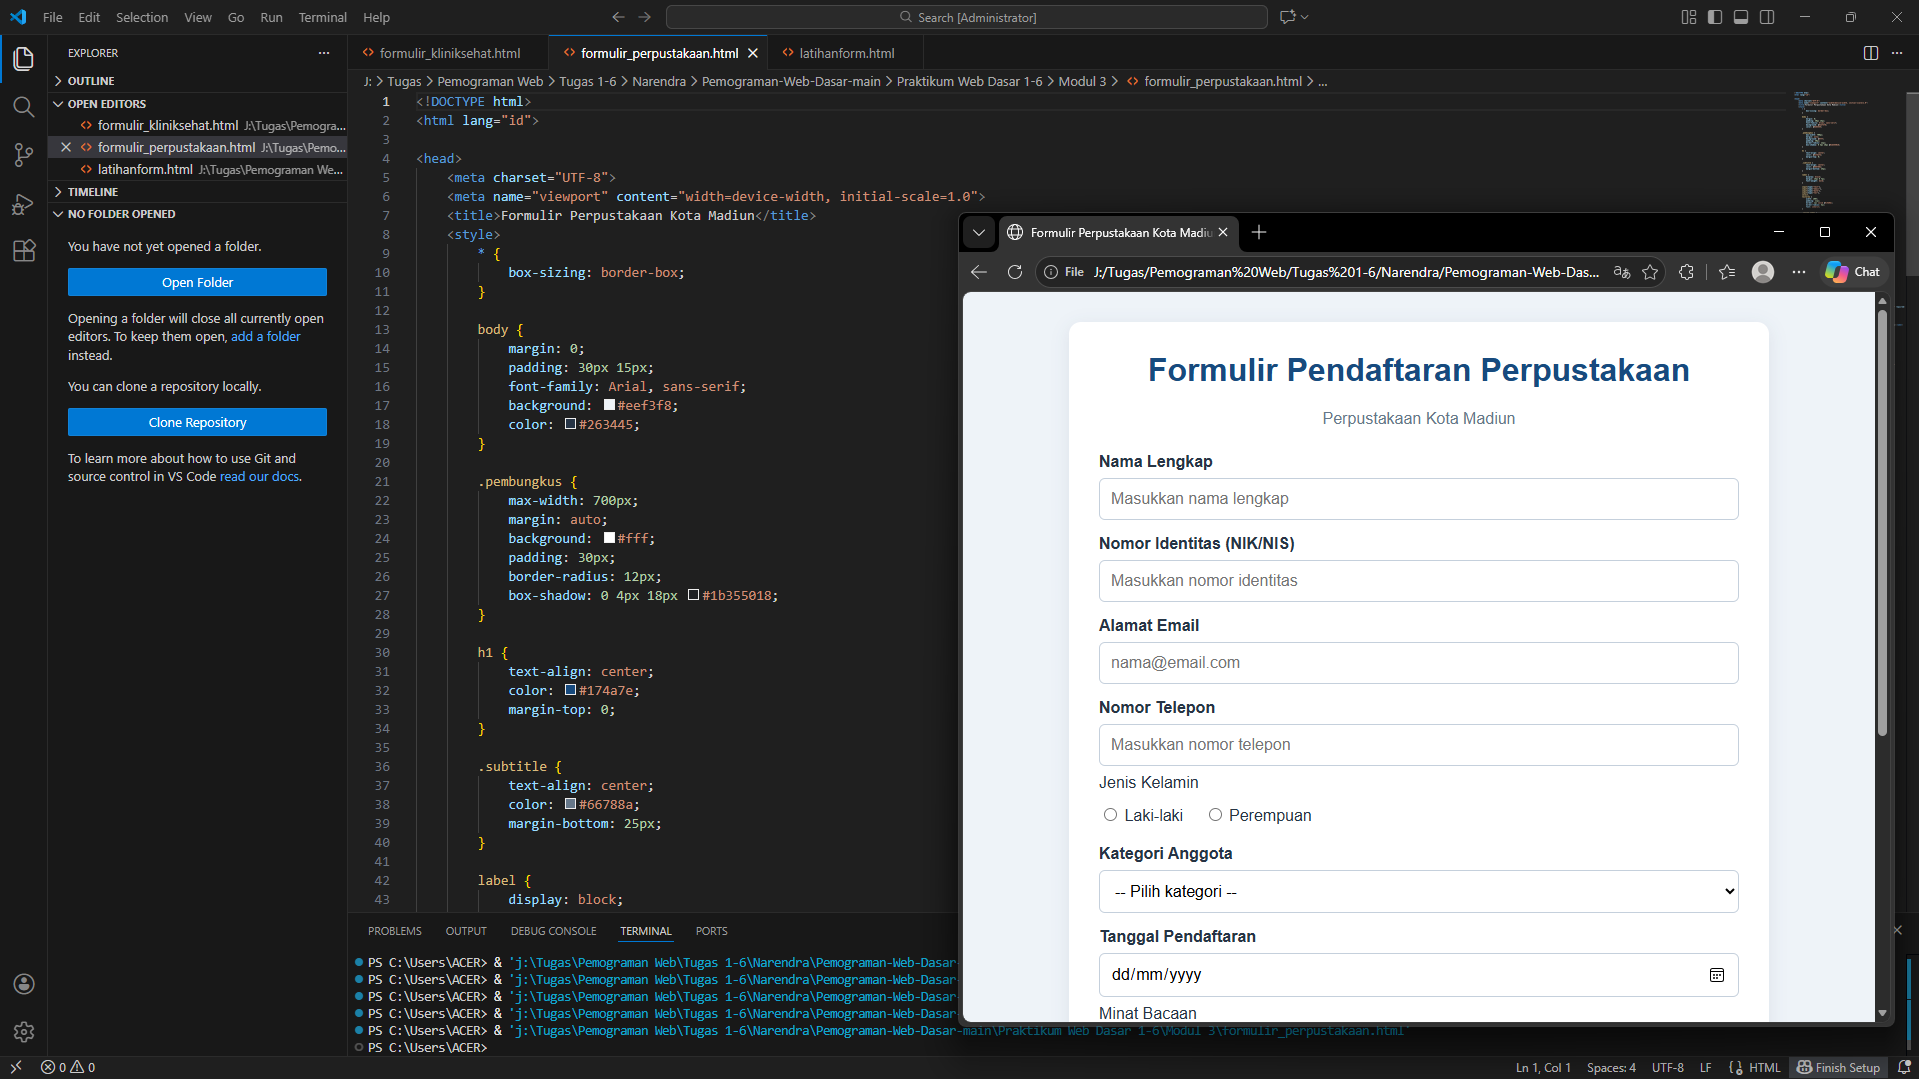 File Edit Selection View Go Run Terminal Help
Search [Administrator]
EXPLORER
OUTLINE
OPEN EDITORS
formulir_kliniksehat.html J:\Tugas\Pemogra...
formulir_perpustakaan.html J:\Tugas\Pemo...
latihanform.html J:\Tugas\Pemograman We...
TIMELINE
NO FOLDER OPENED
You have not yet opened a folder.
Open Folder
Opening a folder will close all currently open
editors. To keep them open, add a folder
instead.
You can clone a repository locally.
Clone Repository
To learn more about how to use Git and
source control in VS Code read our docs.
formulir_kliniksehat.html formulir_perpustakaan.html latihanform.html
J: > Tugas > Pemograman Web > Tugas 1-6 > Narendra > Pemograman-Web-Dasar-main > Praktikum Web Dasar 1-6 > Modul 3 > formulir_perpustakaan.html > ...
1 <!DOCTYPE html>
2 <html lang="id">
3
4 <head>
5 <meta charset="UTF-8">
6 <meta name="viewport" content="width=device-width, initial-scale=1.0">
7 <title>Formulir Perpustakaan Kota Madiun</title>
8 <style>
9 * {
10 box-sizing: border-box;
11 }
12
13 body {
14 margin: 0;
15 padding: 30px 15px;
16 font-family: Arial, sans-serif;
17 background: #eef3f8;
18 color: #263445;
19 }
20
21 .pembungkus {
22 max-width: 700px;
23 margin: auto;
24 background: #fff;
25 padding: 30px;
26 border-radius: 12px;
27 box-shadow: 0 4px 18px #1b355018;
28 }
29
30 h1 {
31 text-align: center;
32 color: #174a7e;
33 margin-top: 0;
34 }
35
36 .subtitle {
37 text-align: center;
38 color: #66788a;
39 margin-bottom: 25px;
40 }
41
42 label {
43 display: block;
PROBLEMS OUTPUT DEBUG CONSOLE TERMINAL PORTS
PS C:\Users\ACER> & 'j:\Tugas\Pemograman Web\Tugas 1-6\Narendra\Pemograman-Web-Dasar-
PS C:\Users\ACER> & 'j:\Tugas\Pemograman Web\Tugas 1-6\Narendra\Pemograman-Web-Dasar-
PS C:\Users\ACER> & 'j:\Tugas\Pemograman Web\Tugas 1-6\Narendra\Pemograman-Web-Dasar-
PS C:\Users\ACER> & 'j:\Tugas\Pemograman Web\Tugas 1-6\Narendra\Pemograman-Web-Dasar-
PS C:\Users\ACER> & 'j:\Tugas\Pemograman Web\Tugas 1-6\Narendra\Pemograman-Web-Dasar-main\Praktikum Web Dasar 1-6\Modul 3\formulir_perpustakaan.html'
PS C:\Users\ACER>
Formulir Perpustakaan Kota Madiu
File J:/Tugas/Pemograman%20Web/Tugas%201-6/Narendra/Pemograman-Web-Das... Chat
Formulir Pendaftaran Perpustakaan
Perpustakaan Kota Madiun
Nama Lengkap
Masukkan nama lengkap
Nomor Identitas (NIK/NIS)
Masukkan nomor identitas
Alamat Email
nama@email.com
Nomor Telepon
Masukkan nomor telepon
Jenis Kelamin
Laki-laki Perempuan
Kategori Anggota
-- Pilih kategori --
Tanggal Pendaftaran
dd/mm/yyyy
Minat Bacaan
0 0 Ln 1, Col 1 Spaces: 4 UTF-8 LF HTML Finish Setup